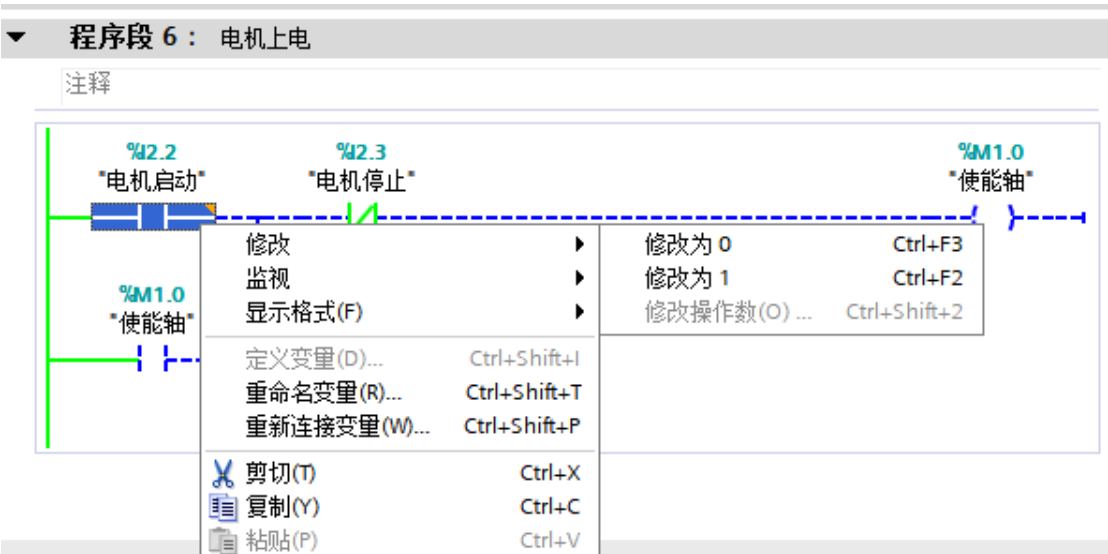 程序段 6： 电机上电
注释
%I2.2 %I2.3 %M1.0
"电机启动" "电机停止" "使能轴"
修改 修改为 0 Ctrl+F3
监视 修改为 1 Ctrl+F2
显示格式(F) 修改操作数(O) ... Ctrl+Shift+2
%M1.0
"使能轴"
定义变量(D)... Ctrl+Shift+I
重命名变量(R)... Ctrl+Shift+T
重新连接变量(W)... Ctrl+Shift+P
剪切(T) Ctrl+X
复制(Y) Ctrl+C
粘贴(P) Ctrl+V